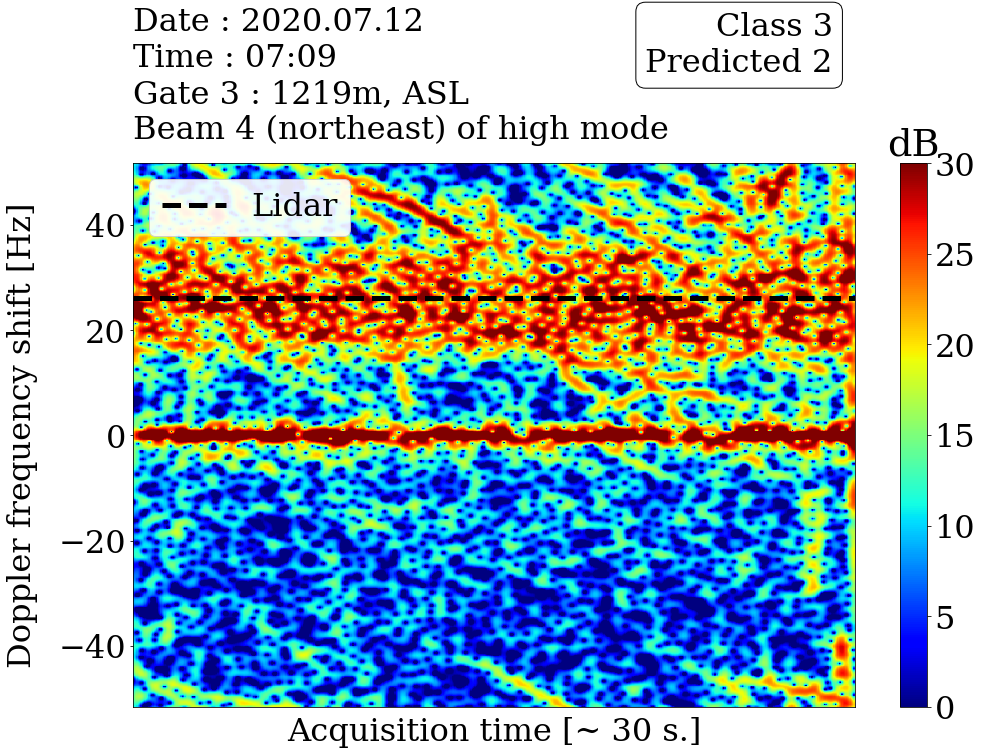 Date : 2020.07.12
Time : 07:09
Gate 3 : 1219m, ASL
Beam 4 (northeast) of high mode
Class 3
Predicted 2
dB
Lidar
Doppler frequency shift [Hz]
40
20
0
−20
−40
Acquisition time [~ 30 s.]
30
25
20
15
10
5
0